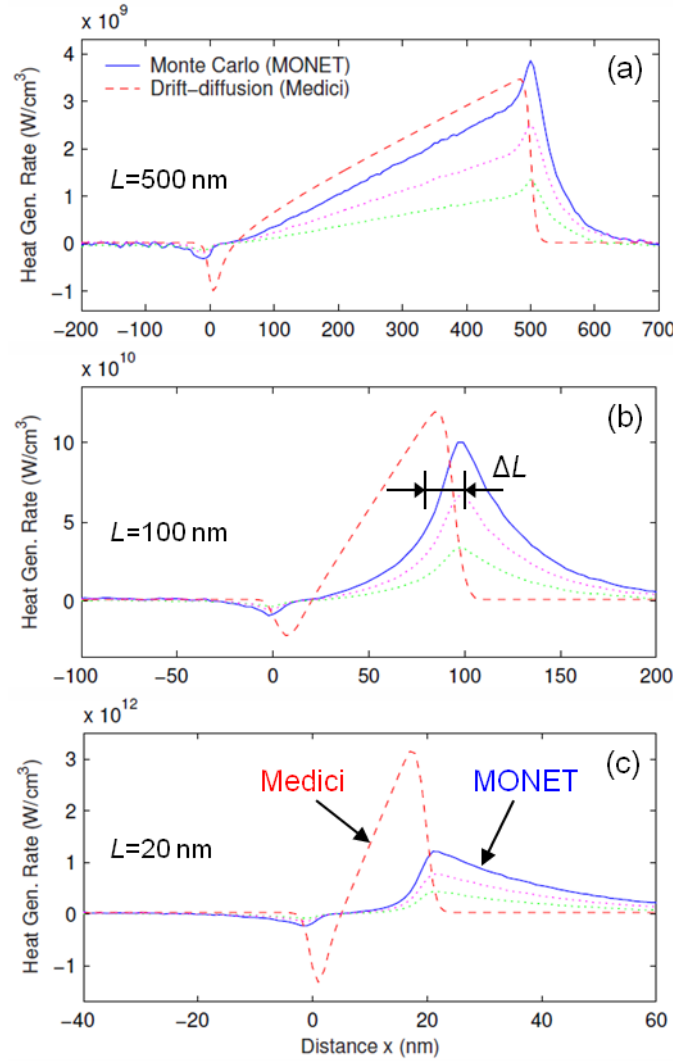 x 10^9
(a)
Monte Carlo (MONET)
Drift-diffusion (Medici)
L=500 nm
Heat Gen. Rate (W/cm³)
4
3
2
1
0
−1
−200 −100 0 100 200 300 400 500 600 700
x 10^10
(b)
ΔL
L=100 nm
Heat Gen. Rate (W/cm³)
10
5
0
−100 −50 0 50 100 150 200
x 10^12
(c)
Medici
MONET
L=20 nm
Heat Gen. Rate (W/cm³)
3
2
1
0
−1
−40 −20 0 20 40 60
Distance x (nm)